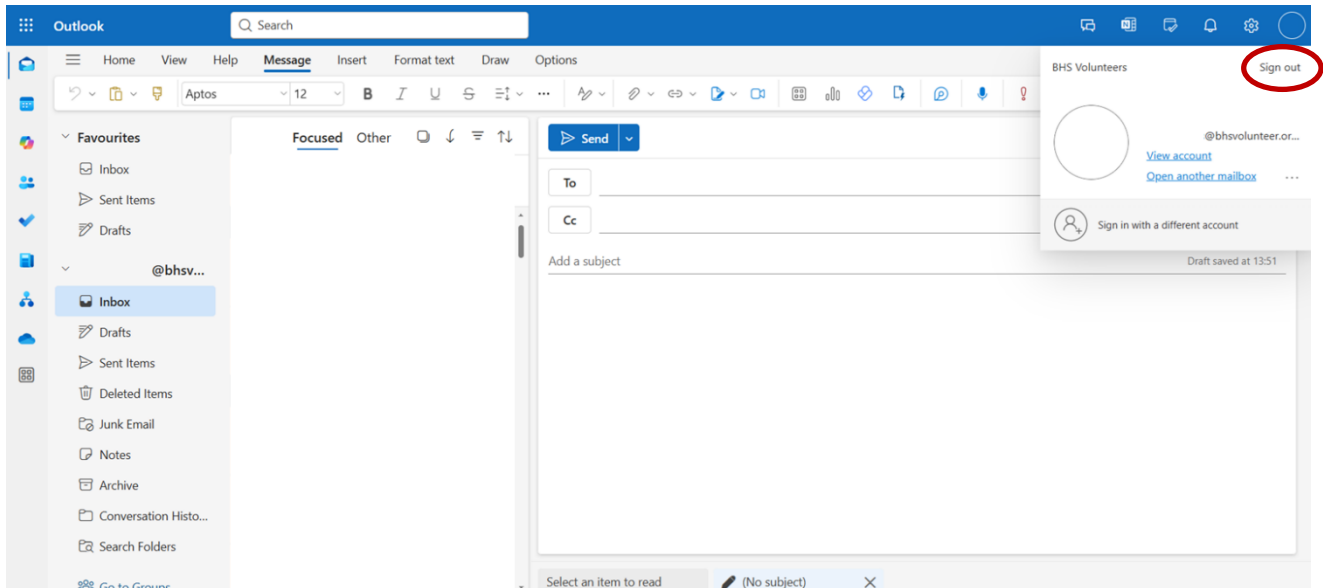 Outlook
Search
Home View Help Message Insert Format text Draw Options
Aptos 12 B I U S
BHS Volunteers Sign out
@bhsvolunteer.or...
View account
Open another mailbox ...
Sign in with a different account
Favourites
Inbox
Sent Items
Drafts
@bhsv...
Inbox
Drafts
Sent Items
Deleted Items
Junk Email
Notes
Archive
Conversation Histo...
Search Folders
Go to Groups
Focused Other
Send
To
Cc
Add a subject Draft saved at 13:51
Select an item to read (No subject)